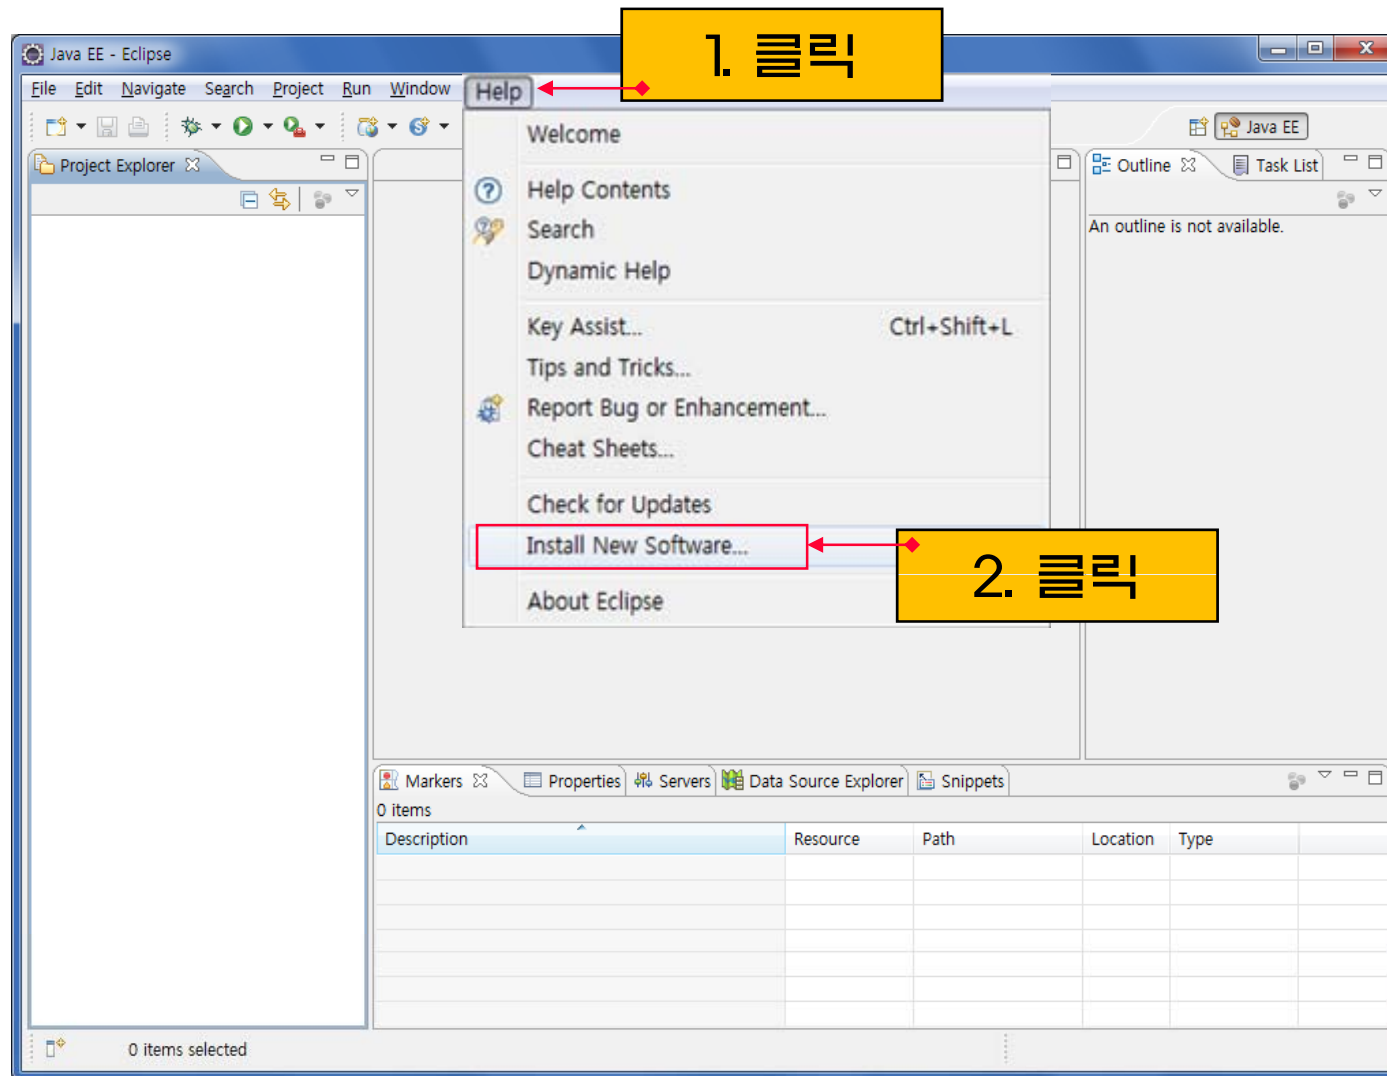 1. 클릭
Java EE - Eclipse
File Edit Navigate Search Project Run Window Help
Java EE
Welcome
Help Contents
Search
Dynamic Help
Key Assist... Ctrl+Shift+L
Tips and Tricks...
Report Bug or Enhancement...
Cheat Sheets...
Check for Updates
Install New Software...
2. 클릭
About Eclipse
Project Explorer
Outline Task List
An outline is not available.
Markers Properties Servers Data Source Explorer Snippets
0 items
Description Resource Path Location Type
0 items selected